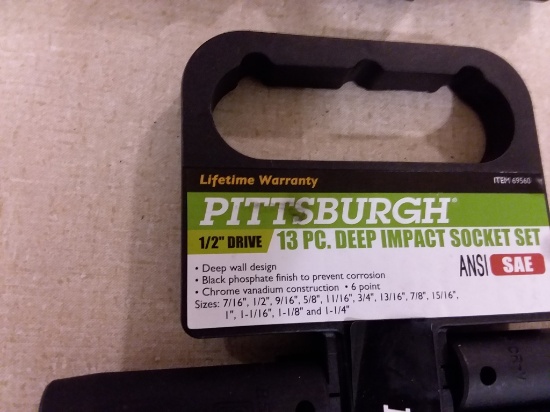 Lifetime Warranty
ITEM 69560
PITTSBURGH®
1/2" DRIVE / 13 PC. DEEP IMPACT SOCKET SET
• Deep wall design
ANSI SAE
• Black phosphate finish to prevent corrosion
• Chrome vanadium construction • 6 point
Sizes: 7/16", 1/2", 9/16", 5/8", 11/16", 3/4", 13/16", 7/8", 15/16",
1", 1-1/16", 1-1/8" and 1-1/4"